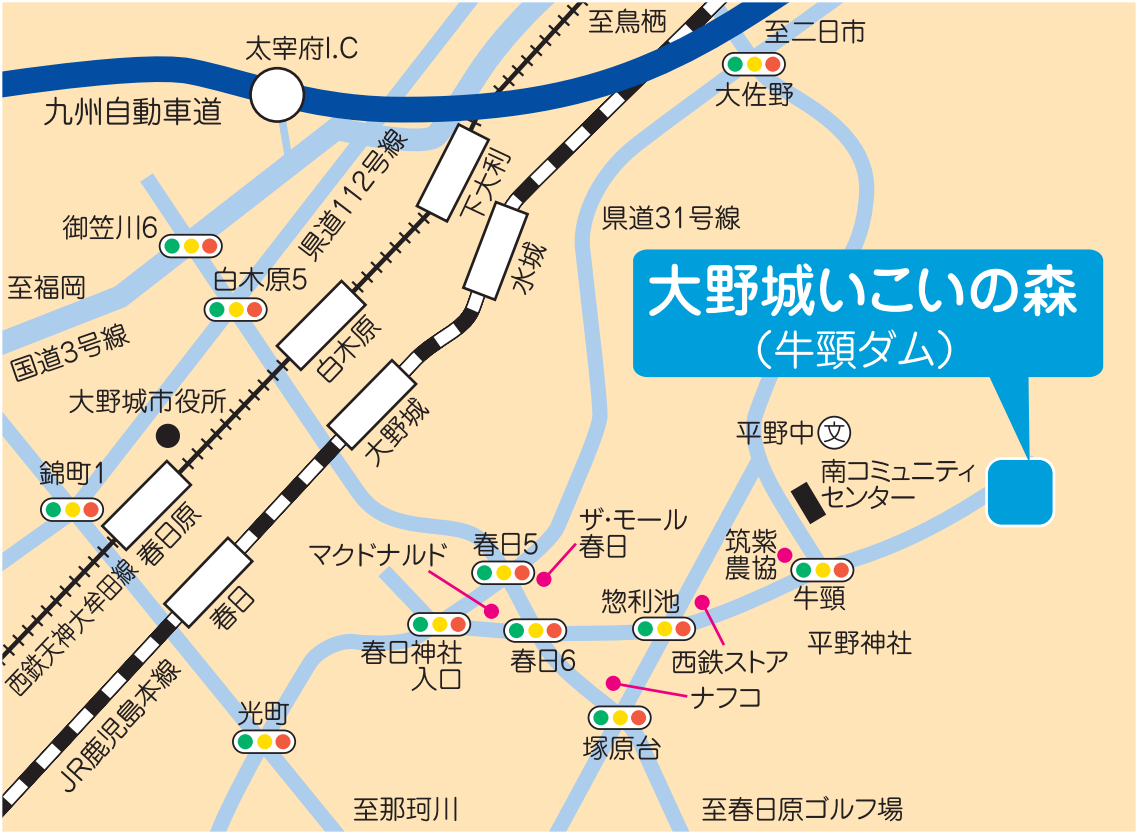 至鳥栖
至二日市
太宰府I.C
大佐野
九州自動車道
県道112号線
下大利
御笠川6
県道31号線
水城
至福岡
白木原5
大野城いこいの森
(牛頸ダム)
国道3号線
白木原
大野城市役所
大野城
平野中
文
錦町1
南コミュニティ
センター
春日原
ザ・モール
春日
マクドナルド
春日5
筑紫
農協
西鉄天神大牟田線
春日
惣利池
牛頸
春日神社
入口
春日6
西鉄ストア
平野神社
JR鹿児島本線
ナフコ
光町
塚原台
至那珂川
至春日原ゴルフ場